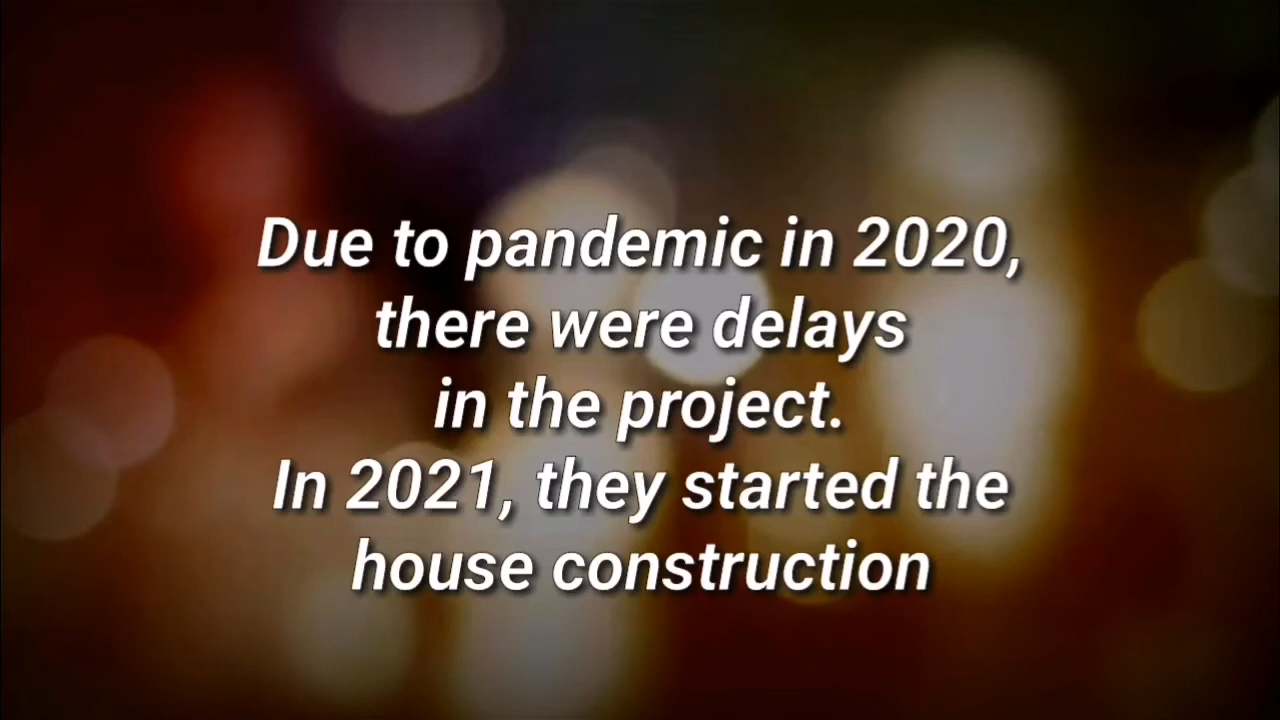 Due to pandemic in 2020,
there were delays
in the project.
In 2021, they started the
house construction